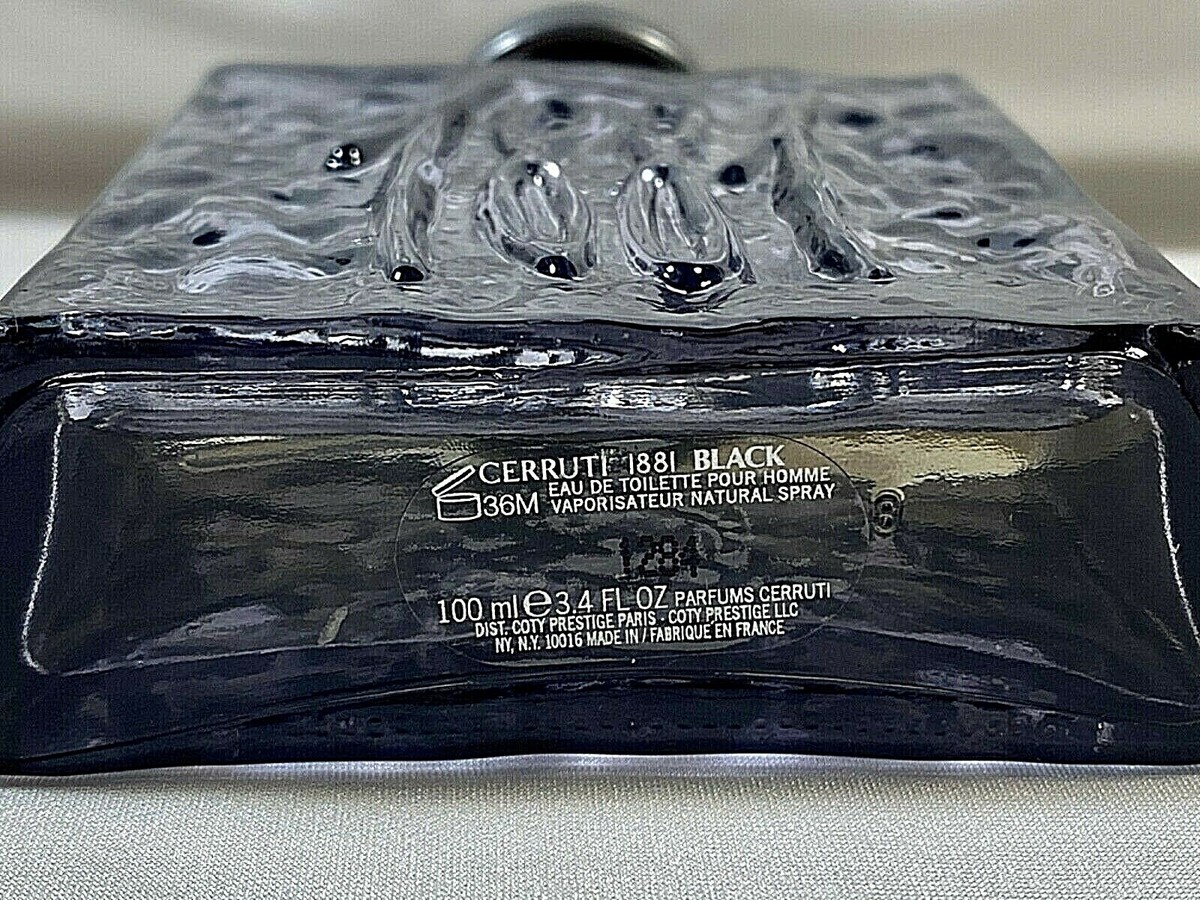 CERRUTI 1881 BLACK
36M EAU DE TOILETTE POUR HOMME
VAPORISATEUR NATURAL SPRAY
1284
8
100 ml e 3.4 FL OZ PARFUMS CERRUTI
DIST. COTY PRESTIGE PARIS - COTY PRESTIGE LLC
NY, N.Y. 10016 MADE IN / FABRIQUE EN FRANCE